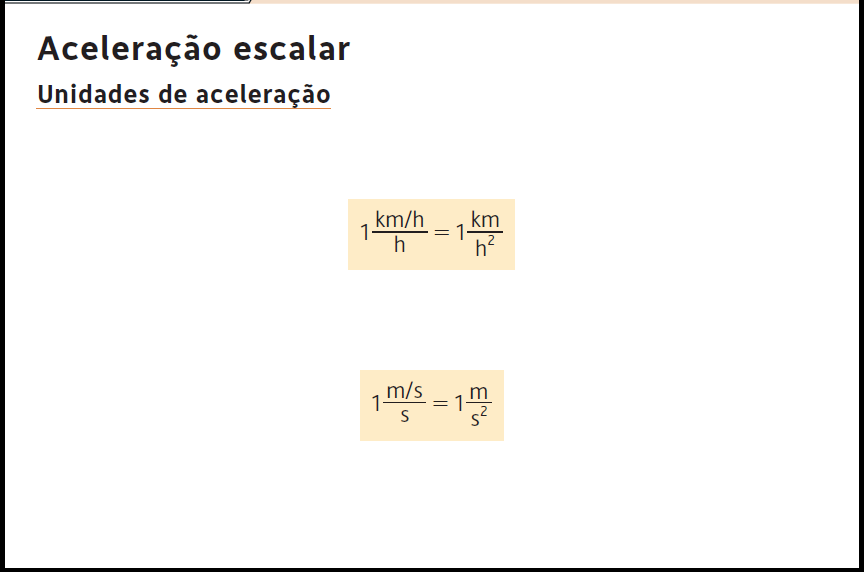 Aceleração escalar
Unidades de aceleração
1 km/h / h = 1 km / h²
1 m/s / s = 1 m / s²